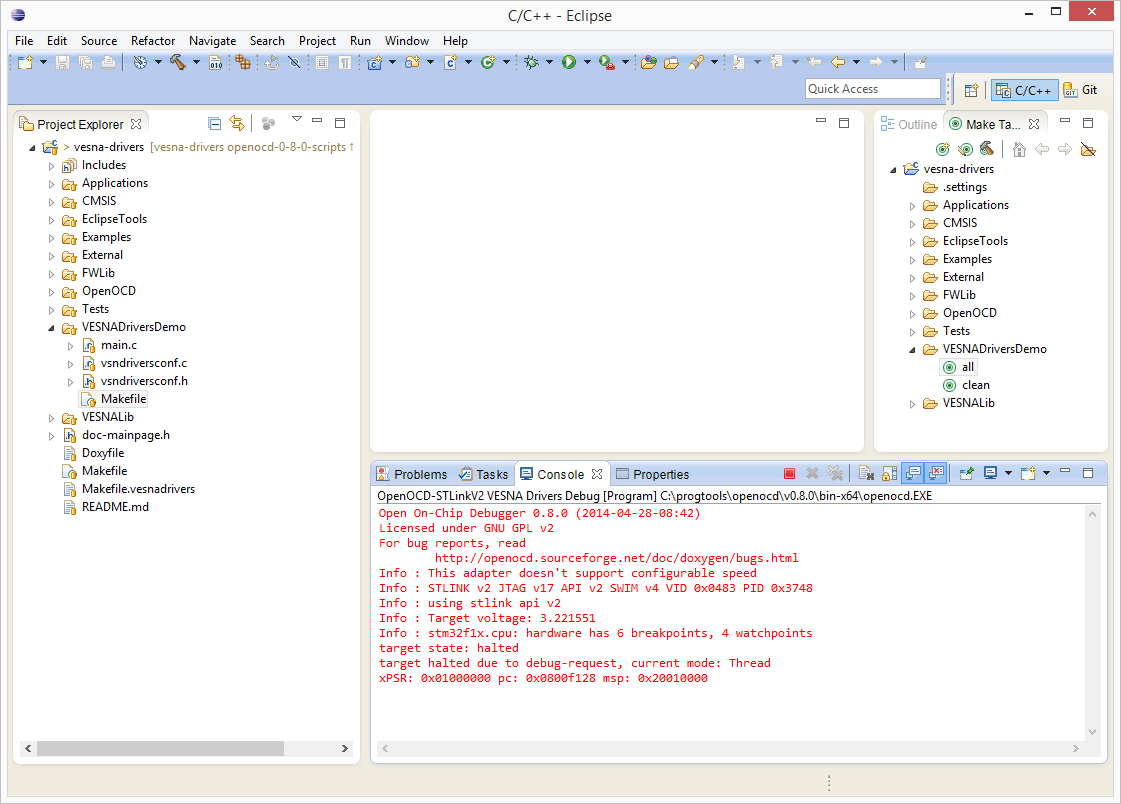 C/C++ - Eclipse
File Edit Source Refactor Navigate Search Project Run Window Help
Quick Access
C/C++
Git
Project Explorer
> vesna-drivers [vesna-drivers openocd-0-8-0-scripts
Includes
Applications
CMSIS
EclipseTools
Examples
External
FWLib
OpenOCD
Tests
VESNADriversDemo
main.c
vsndriversconf.c
vsndriversconf.h
Makefile
VESNALib
doc-mainpage.h
Doxyfile
Makefile
Makefile.vesnadrivers
README.md
Outline Make Ta...
vesna-drivers
.settings
Applications
CMSIS
EclipseTools
Examples
External
FWLib
OpenOCD
Tests
VESNADriversDemo
all
clean
VESNALib
Problems Tasks Console Properties
OpenOCD-STLinkV2 VESNA Drivers Debug [Program] C:\progtools\openocd\v0.8.0\bin-x64\openocd.EXE
Open On-Chip Debugger 0.8.0 (2014-04-28-08:42)
Licensed under GNU GPL v2
For bug reports, read
http://openocd.sourceforge.net/doc/doxygen/bugs.html
Info : This adapter doesn't support configurable speed
Info : STLINK v2 JTAG v17 API v2 SWIM v4 VID 0x0483 PID 0x3748
Info : using stlink api v2
Info : Target voltage: 3.221551
Info : stm32f1x.cpu: hardware has 6 breakpoints, 4 watchpoints
target state: halted
target halted due to debug-request, current mode: Thread
xPSR: 0x01000000 pc: 0x0800f128 msp: 0x20010000